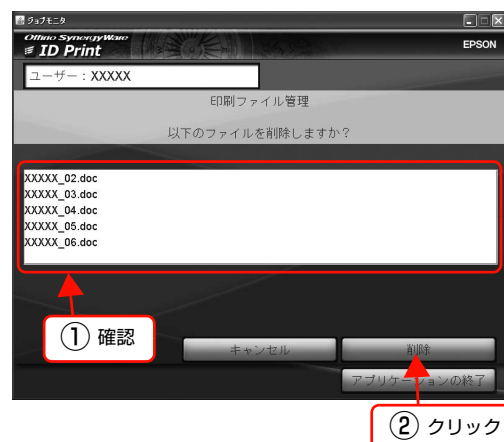 ジョブモニタ
Offirio SynergyWare
ID Print
EPSON
ユーザー：XXXXX
印刷ファイル管理
以下のファイルを削除しますか？
XXXXX_02.doc
XXXXX_03.doc
XXXXX_04.doc
XXXXX_05.doc
XXXXX_06.doc
① 確認
キャンセル
削除
アプリケーションの終了
② クリック